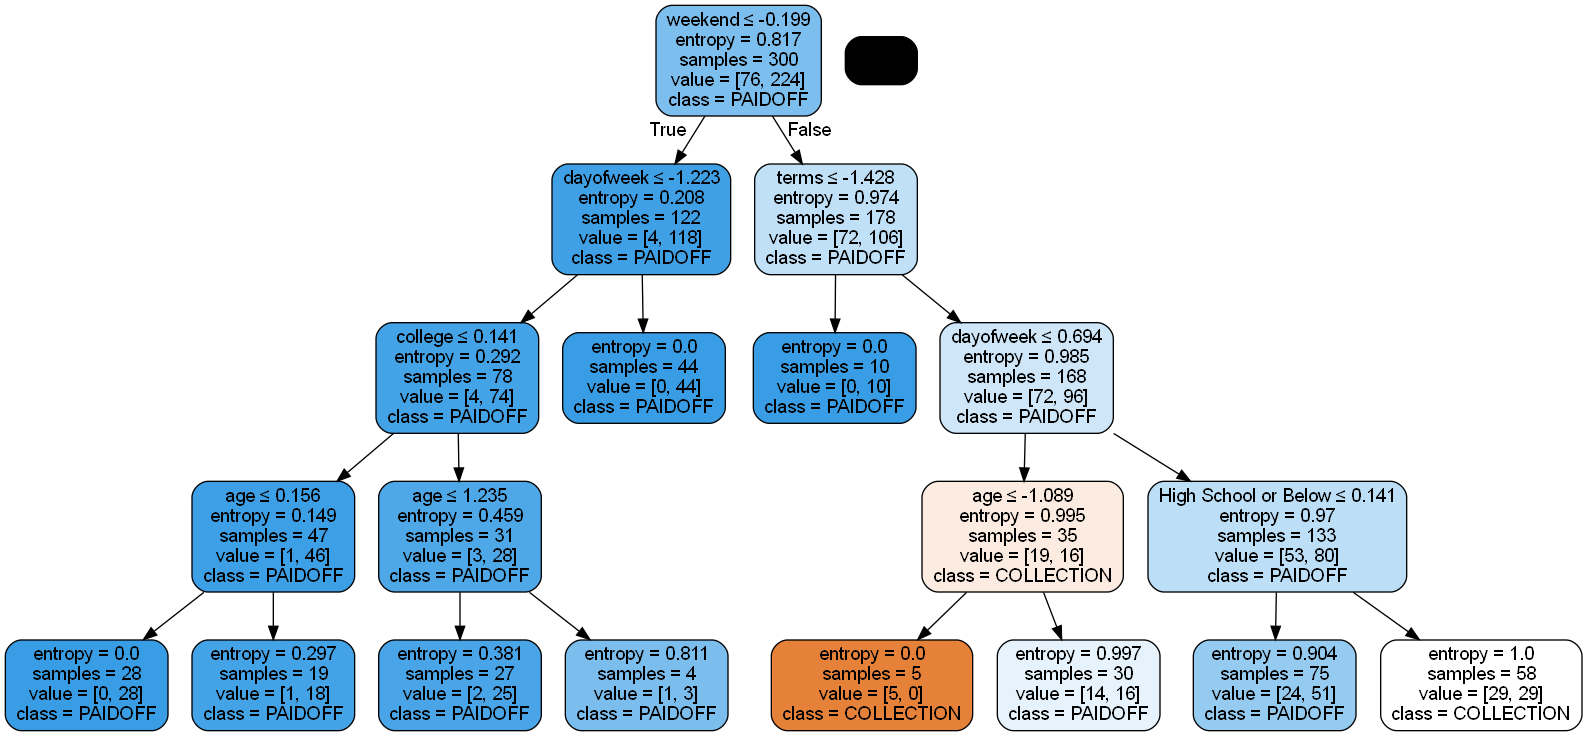 weekend ≤ -0.199
entropy = 0.817
samples = 300
value = [76, 224]
class = PAIDOFF
True
False
dayofweek ≤ -1.223
entropy = 0.208
samples = 122
value = [4, 118]
class = PAIDOFF
terms ≤ -1.428
entropy = 0.974
samples = 178
value = [72, 106]
class = PAIDOFF
college ≤ 0.141
entropy = 0.292
samples = 78
value = [4, 74]
class = PAIDOFF
entropy = 0.0
samples = 44
value = [0, 44]
class = PAIDOFF
entropy = 0.0
samples = 10
value = [0, 10]
class = PAIDOFF
dayofweek ≤ 0.694
entropy = 0.985
samples = 168
value = [72, 96]
class = PAIDOFF
age ≤ 0.156
entropy = 0.149
samples = 47
value = [1, 46]
class = PAIDOFF
age ≤ 1.235
entropy = 0.459
samples = 31
value = [3, 28]
class = PAIDOFF
age ≤ -1.089
entropy = 0.995
samples = 35
value = [19, 16]
class = COLLECTION
High School or Below ≤ 0.141
entropy = 0.97
samples = 133
value = [53, 80]
class = PAIDOFF
entropy = 0.0
samples = 28
value = [0, 28]
class = PAIDOFF
entropy = 0.297
samples = 19
value = [1, 18]
class = PAIDOFF
entropy = 0.381
samples = 27
value = [2, 25]
class = PAIDOFF
entropy = 0.811
samples = 4
value = [1, 3]
class = PAIDOFF
entropy = 0.0
samples = 5
value = [5, 0]
class = COLLECTION
entropy = 0.997
samples = 30
value = [14, 16]
class = PAIDOFF
entropy = 0.904
samples = 75
value = [24, 51]
class = PAIDOFF
entropy = 1.0
samples = 58
value = [29, 29]
class = COLLECTION